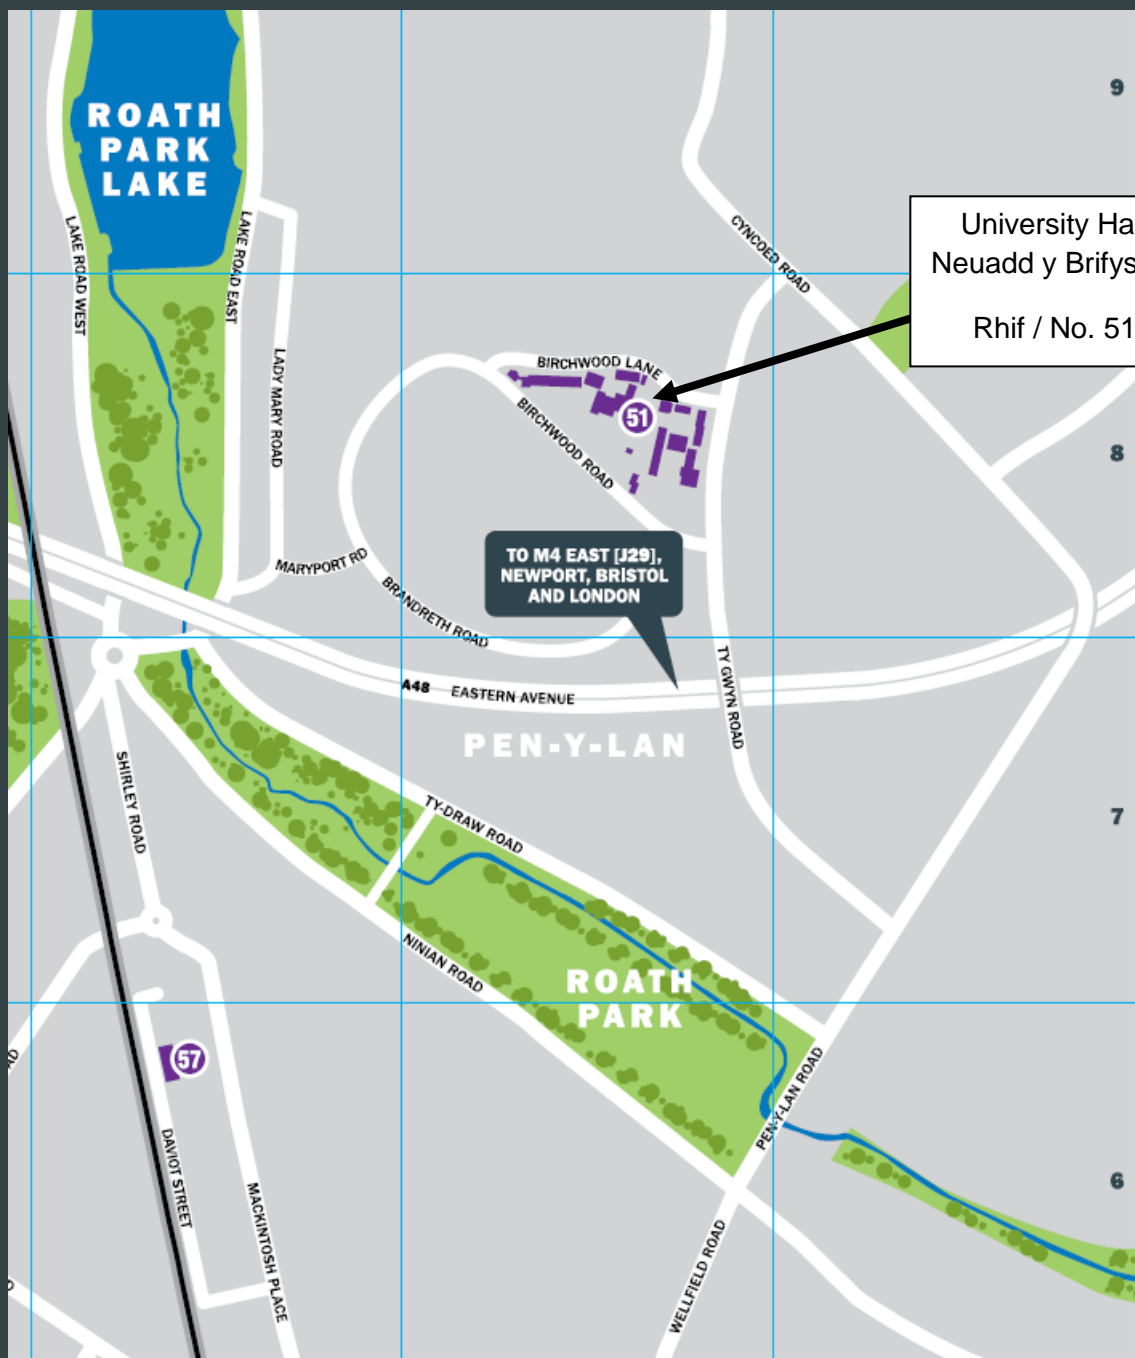 9
ROATH
PARK
LAKE
University Ha
Neuadd y Brifys
Rhif / No. 51
CYNCOED ROAD
LAKE ROAD WEST
LAKE ROAD EAST
LADY MARY ROAD
BIRCHWOOD LANE
51
BIRCHWOOD ROAD
8
TO M4 EAST [J29],
NEWPORT, BRISTOL
AND LONDON
MARYPORT RD
BRANDRETH ROAD
TY GWYN ROAD
A48 EASTERN AVENUE
PEN-Y-LAN
SHIRLEY ROAD
7
TY-DRAW ROAD
NINIAN ROAD
ROATH
PARK
57
PEN-Y-LAN ROAD
DAVIOT STREET
MACKINTOSH PLACE
6
WELLFIELD ROAD